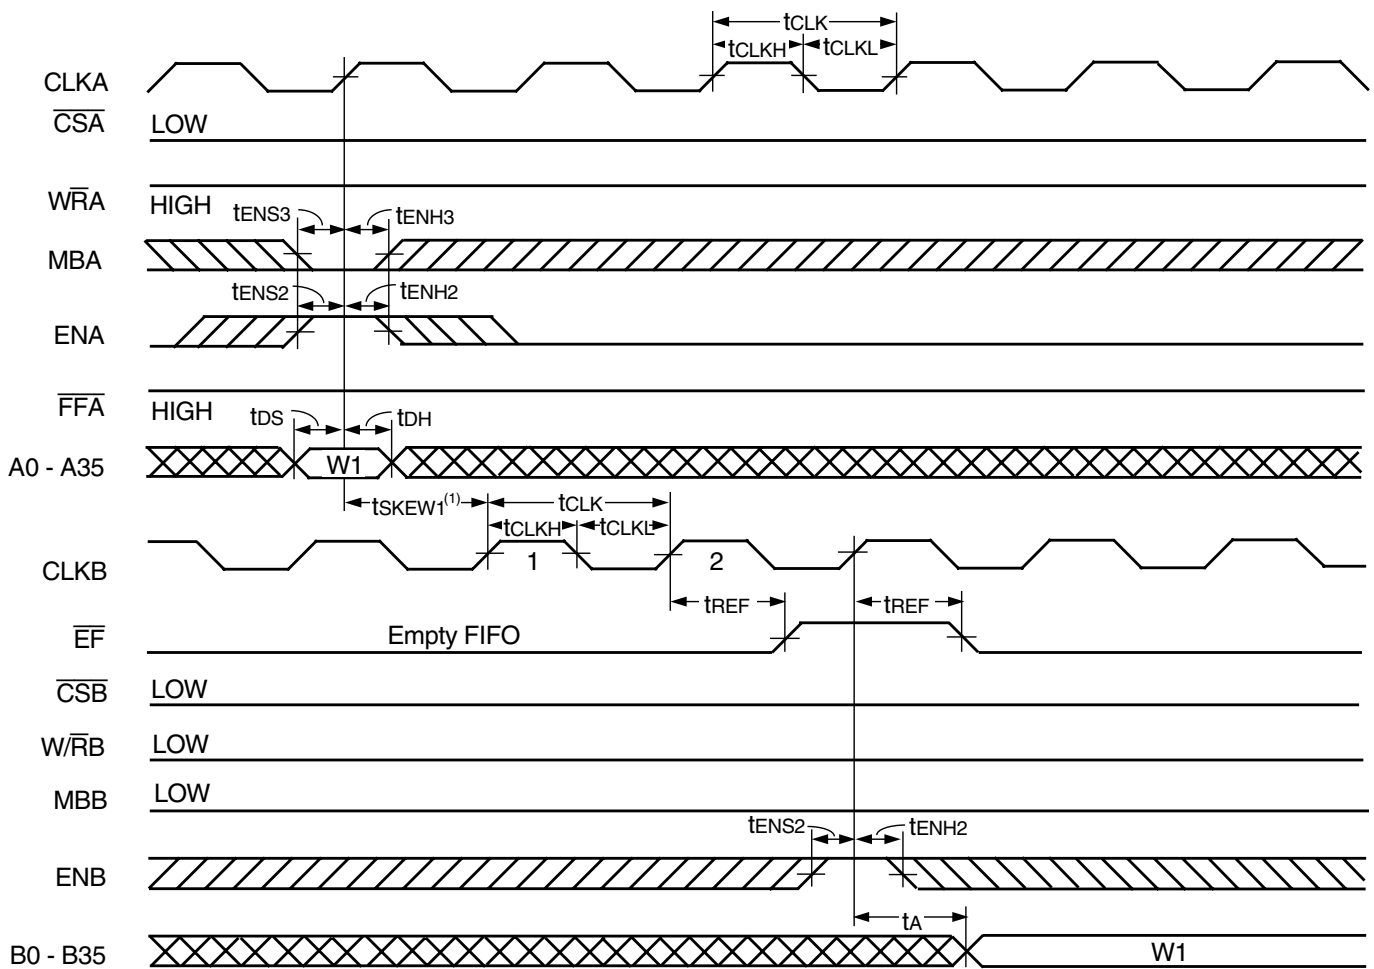 tCLK
tCLKH tCLKL
CLKA
CSA LOW
WRA HIGH
tENS3 tENH3
MBA
tENS2 tENH2
ENA
FFA HIGH
tDS tDH
A0 - A35 W1
tSKEW1(1) tCLK
tCLKH tCLKL
CLKB 1 2
tREF tREF
EF Empty FIFO
CSB LOW
W/RB LOW
MBB LOW
tENS2 tENH2
ENB
tA
B0 - B35 W1